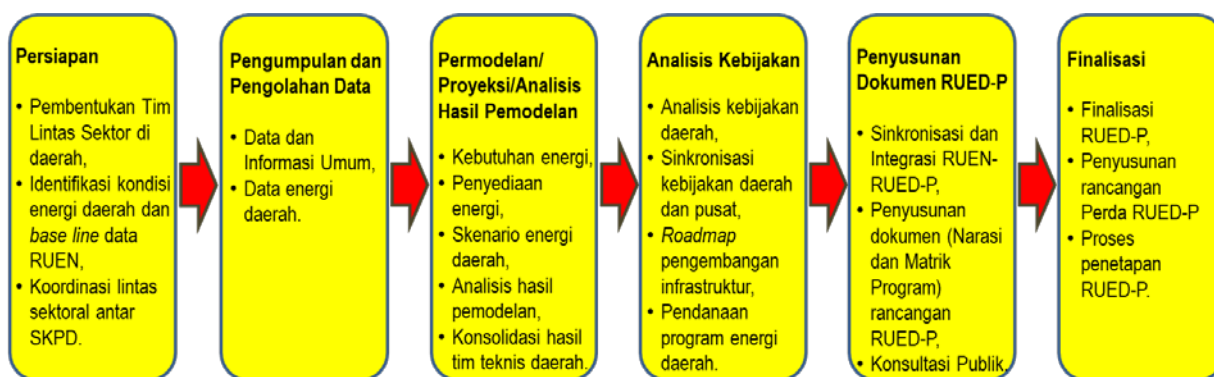 Persiapan
• Pembentukan Tim
Lintas Sektor di
daerah,
• Identifikasi kondisi
energi daerah dan
base line data
RUEN,
• Koordinasi lintas
sektoral antar
SKPD.
Pengumpulan dan
Pengolahan Data
• Data dan
Informasi Umum,
• Data energi
daerah.
Permodelan/
Proyeksi/Analisis
Hasil Pemodelan
• Kebutuhan energi,
• Penyediaan
energi,
• Skenario energi
daerah,
• Analisis hasil
pemodelan,
• Konsolidasi hasil
tim teknis daerah.
Analisis Kebijakan
• Analisis kebijakan
daerah,
• Sinkronisasi
kebijakan daerah
dan pusat,
• Roadmap
pengembangan
infrastruktur,
• Pendanaan
program energi
daerah.
Penyusunan
Dokumen RUED-P
• Sinkronisasi dan
Integrasi RUEN-
RUED-P,
• Penyusunan
dokumen (Narasi
dan Matrik
Program)
rancangan
RUED-P,
• Konsultasi Publik,
Finalisasi
• Finalisasi
RUED-P,
• Penyusunan
rancangan
Perda RUED-P
• Proses
penetapan
RUED-P.